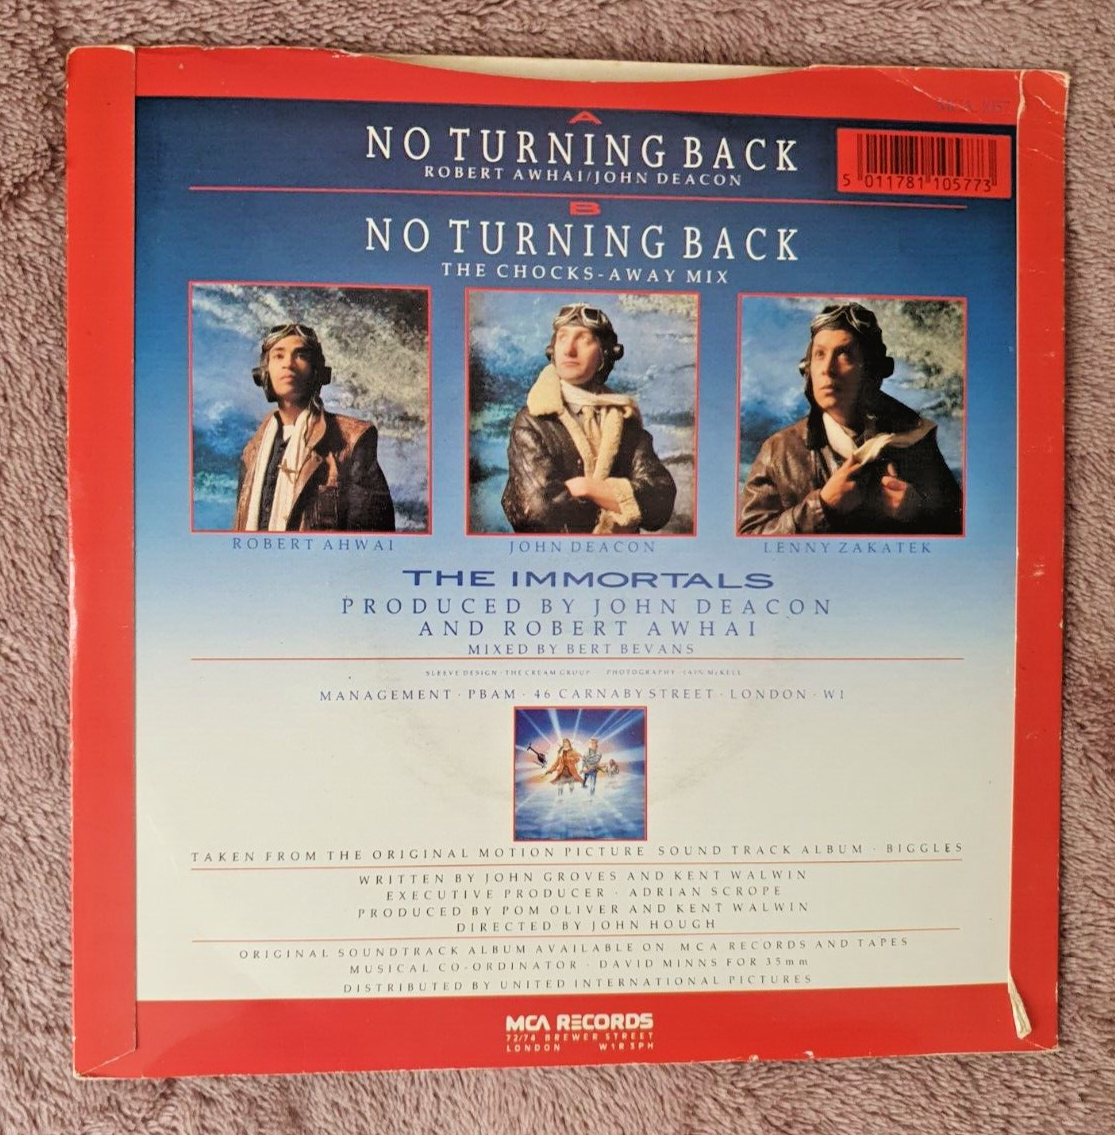 MCA 1057
A
NO TURNING BACK
ROBERT AWHAI/JOHN DEACON
5 011781 105773
B
NO TURNING BACK
THE CHOCKS-AWAY MIX
ROBERT AHWAI
JOHN DEACON
LENNY ZAKATEK
THE IMMORTALS
PRODUCED BY JOHN DEACON
AND ROBERT AWHAI
MIXED BY BERT BEVANS
SLEEVE DESIGN · THE CREAM GROUP PHOTOGRAPHY · IAIN McKELL
MANAGEMENT · PBAM · 46 CARNABY STREET · LONDON · W1
TAKEN FROM THE ORIGINAL MOTION PICTURE SOUND TRACK ALBUM · BIGGLES
WRITTEN BY JOHN GROVES AND KENT WALWIN
EXECUTIVE PRODUCER · ADRIAN SCROPE
PRODUCED BY POM OLIVER AND KENT WALWIN
DIRECTED BY JOHN HOUGH
ORIGINAL SOUNDTRACK ALBUM AVAILABLE ON MCA RECORDS AND TAPES
MUSICAL CO-ORDINATOR · DAVID MINNS FOR 35mm
DISTRIBUTED BY UNITED INTERNATIONAL PICTURES
MCA RECORDS
72/74 BREWER STREET
LONDON W1R 3PH